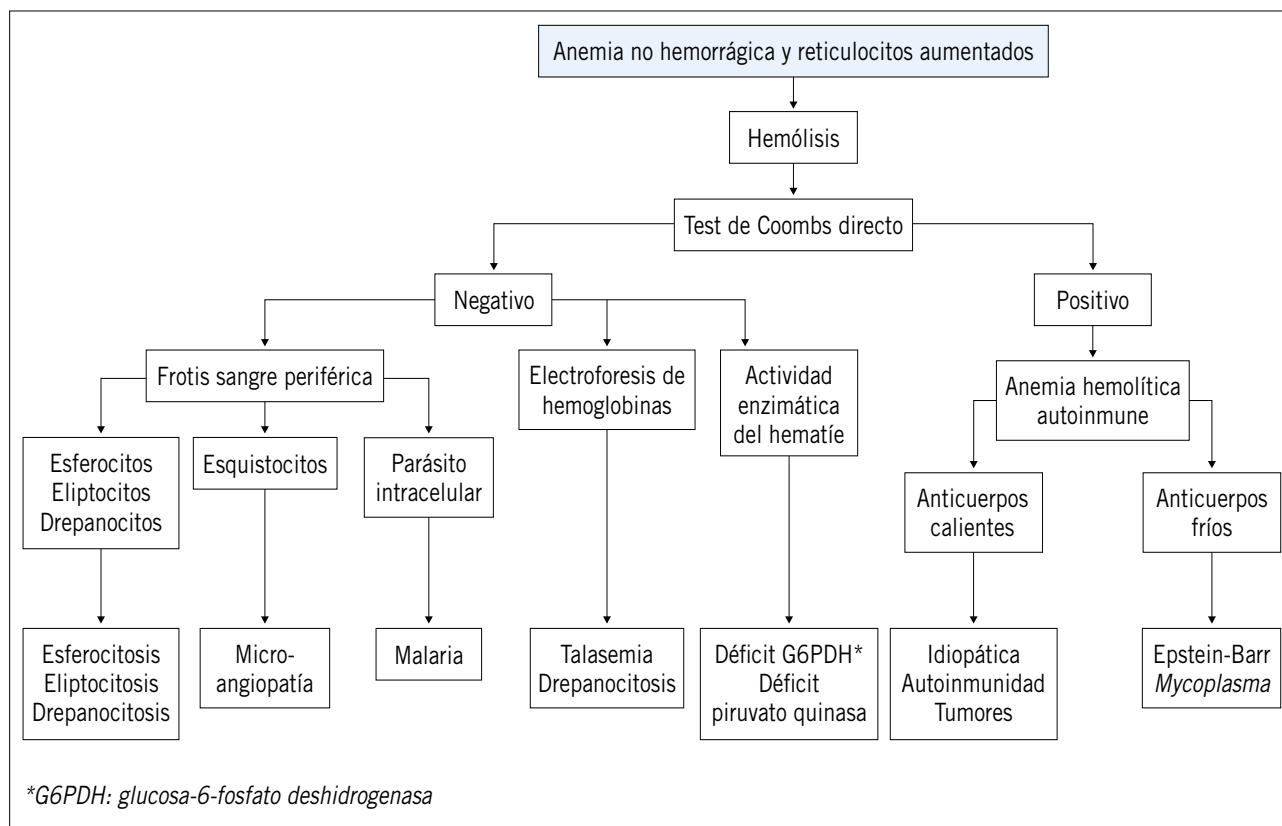 Anemia no hemorrágica y reticulocitos aumentados
Hemólisis
Test de Coombs directo
Negativo
Positivo
Frotis sangre periférica
Electroforesis de
hemoglobinas
Actividad
enzimática
del hematíe
Anemia hemolítica
autoinmune
Esferocitos
Eliptocitos
Drepanocitos
Esquistocitos
Parásito
intracelular
Anticuerpos
calientes
Anticuerpos
fríos
Esferocitosis
Eliptocitosis
Drepanocitosis
Micro-
angiopatía
Malaria
Talasemia
Drepanocitosis
Déficit G6PDH*
Déficit
piruvato quinasa
Idiopática
Autoinmunidad
Tumores
Epstein-Barr
Mycoplasma
*G6PDH: glucosa-6-fosfato deshidrogenasa